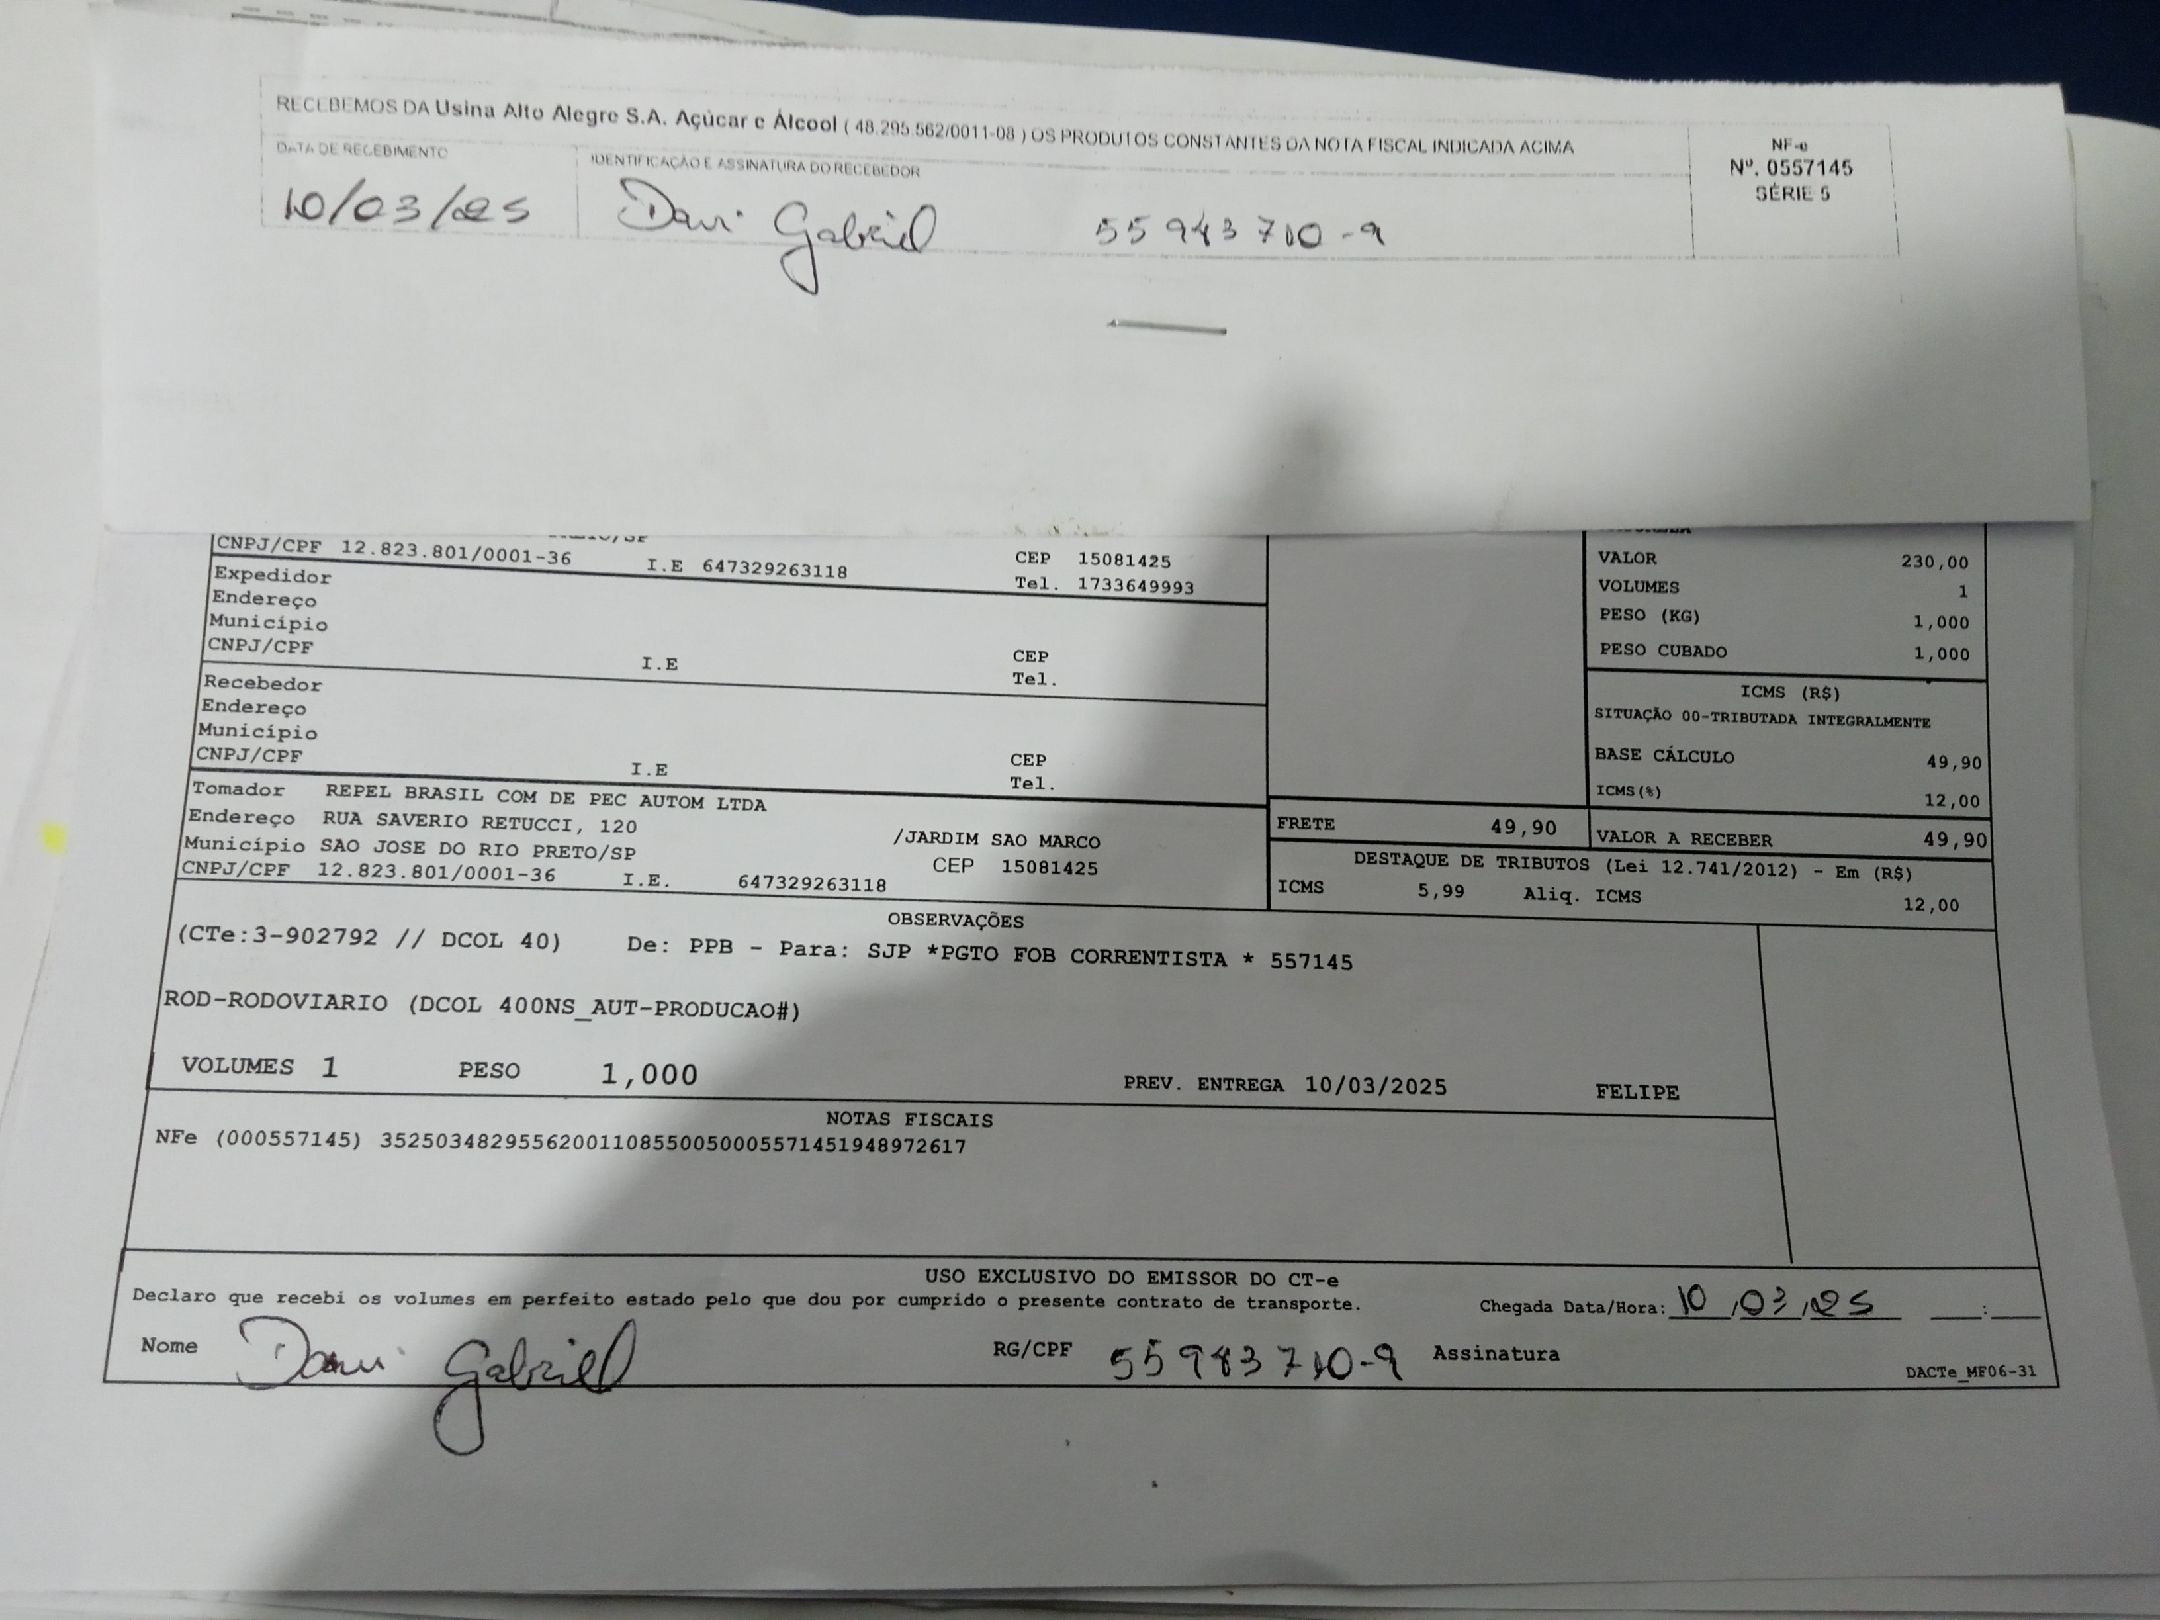 RECEBEMOS DA Usina Alto Alegre S.A. Açúcar e Álcool ( 48.295.562/0011-08 ) OS PRODUTOS CONSTANTES DA NOTA FISCAL INDICADA ACIMA
DATA DE RECEBIMENTO
10/03/25
IDENTIFICAÇÃO E ASSINATURA DO RECEBEDOR
Davi Gabriel 55943710-9
NF-e
Nº. 0557145
SÉRIE 5
CNPJ/CPF 12.823.801/0001-36 I.E 647329263118 CEP 15081425
Tel. 1733649993
Expedidor
Endereço
Município
CNPJ/CPF I.E CEP
Tel.
Recebedor
Endereço
Município
CNPJ/CPF I.E CEP
Tel.
Tomador REPEL BRASIL COM DE PEC AUTOM LTDA
Endereço RUA SAVERIO RETUCCI, 120 /JARDIM SAO MARCO
Município SAO JOSE DO RIO PRETO/SP CEP 15081425
CNPJ/CPF 12.823.801/0001-36 I.E. 647329263118
VALOR 230,00
VOLUMES 1
PESO (KG) 1,000
PESO CUBADO 1,000
ICMS (R$)
SITUAÇÃO 00-TRIBUTADA INTEGRALMENTE
BASE CÁLCULO 49,90
ICMS(%) 12,00
FRETE 49,90 VALOR A RECEBER 49,90
DESTAQUE DE TRIBUTOS (Lei 12.741/2012) - Em (R$)
ICMS 5,99 Aliq. ICMS 12,00
OBSERVAÇÕES
(CTe:3-902792 // DCOL 40) De: PPB - Para: SJP *PGTO FOB CORRENTISTA * 557145
ROD-RODOVIARIO (DCOL 400NS_AUT-PRODUCAO#)
VOLUMES 1 PESO 1,000 PREV. ENTREGA 10/03/2025 FELIPE
NOTAS FISCAIS
NFe (000557145) 35250348295562001108550050005571451948972617
USO EXCLUSIVO DO EMISSOR DO CT-e
Declaro que recebi os volumes em perfeito estado pelo que dou por cumprido o presente contrato de transporte. Chegada Data/Hora: 10/03/25 __:__
Nome Davi Gabriel RG/CPF 55943710-9 Assinatura
DACTe_MF06-31